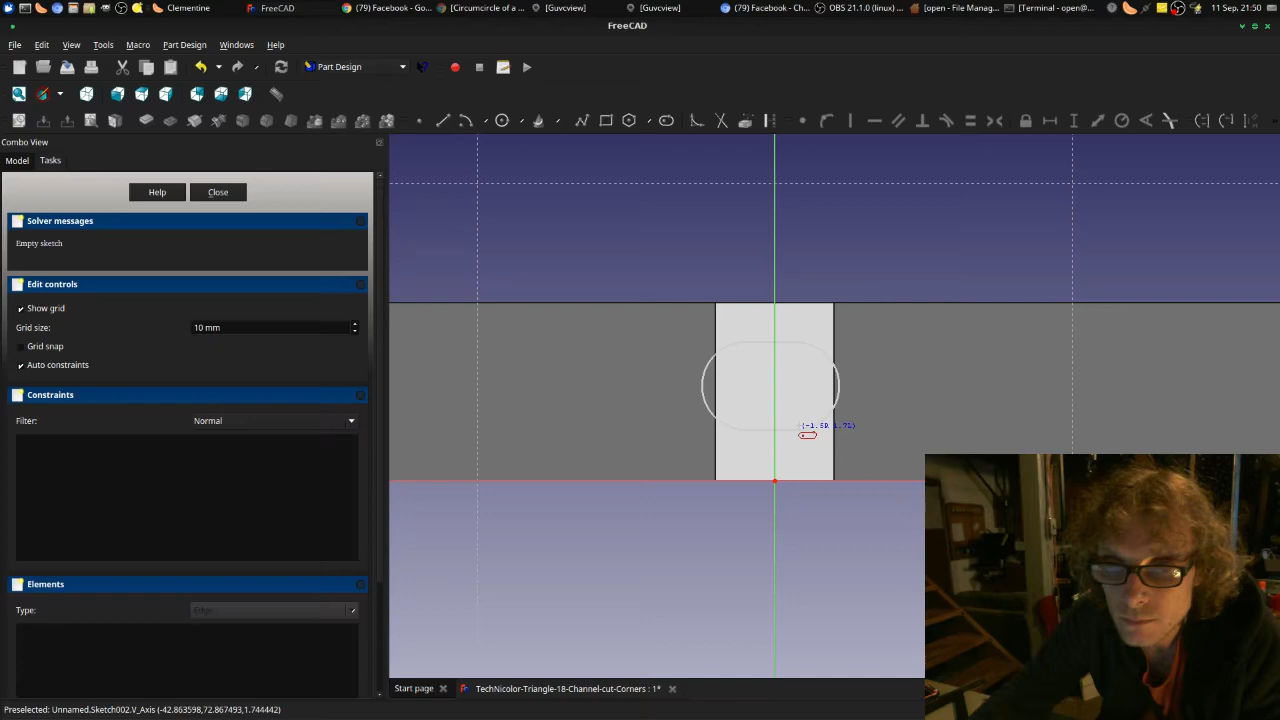 Clementine
FreeCAD
(79) Facebook - Go...
[Circumcircle of a ...
[Guvcview]
[Guvcview]
(79) Facebook - Ch...
OBS 21.1.0 (linux) ...
[open - File Manag...
[Terminal - open@...
11 Sep, 21:50
FreeCAD
File Edit View Tools Macro Part Design Windows Help
Part Design
Combo View
Model Tasks
Help Close
Solver messages
Empty sketch
Edit controls
Show grid
Grid size: 10 mm
Grid snap
Auto constraints
Constraints
Filter: Normal
Elements
Type: Edge
Start page TechNicolor-Triangle-18-Channel-cut-Corners : 1*
Preselected: Unnamed.Sketch002.V_Axis (-42.863598,72.867493,1.744442)